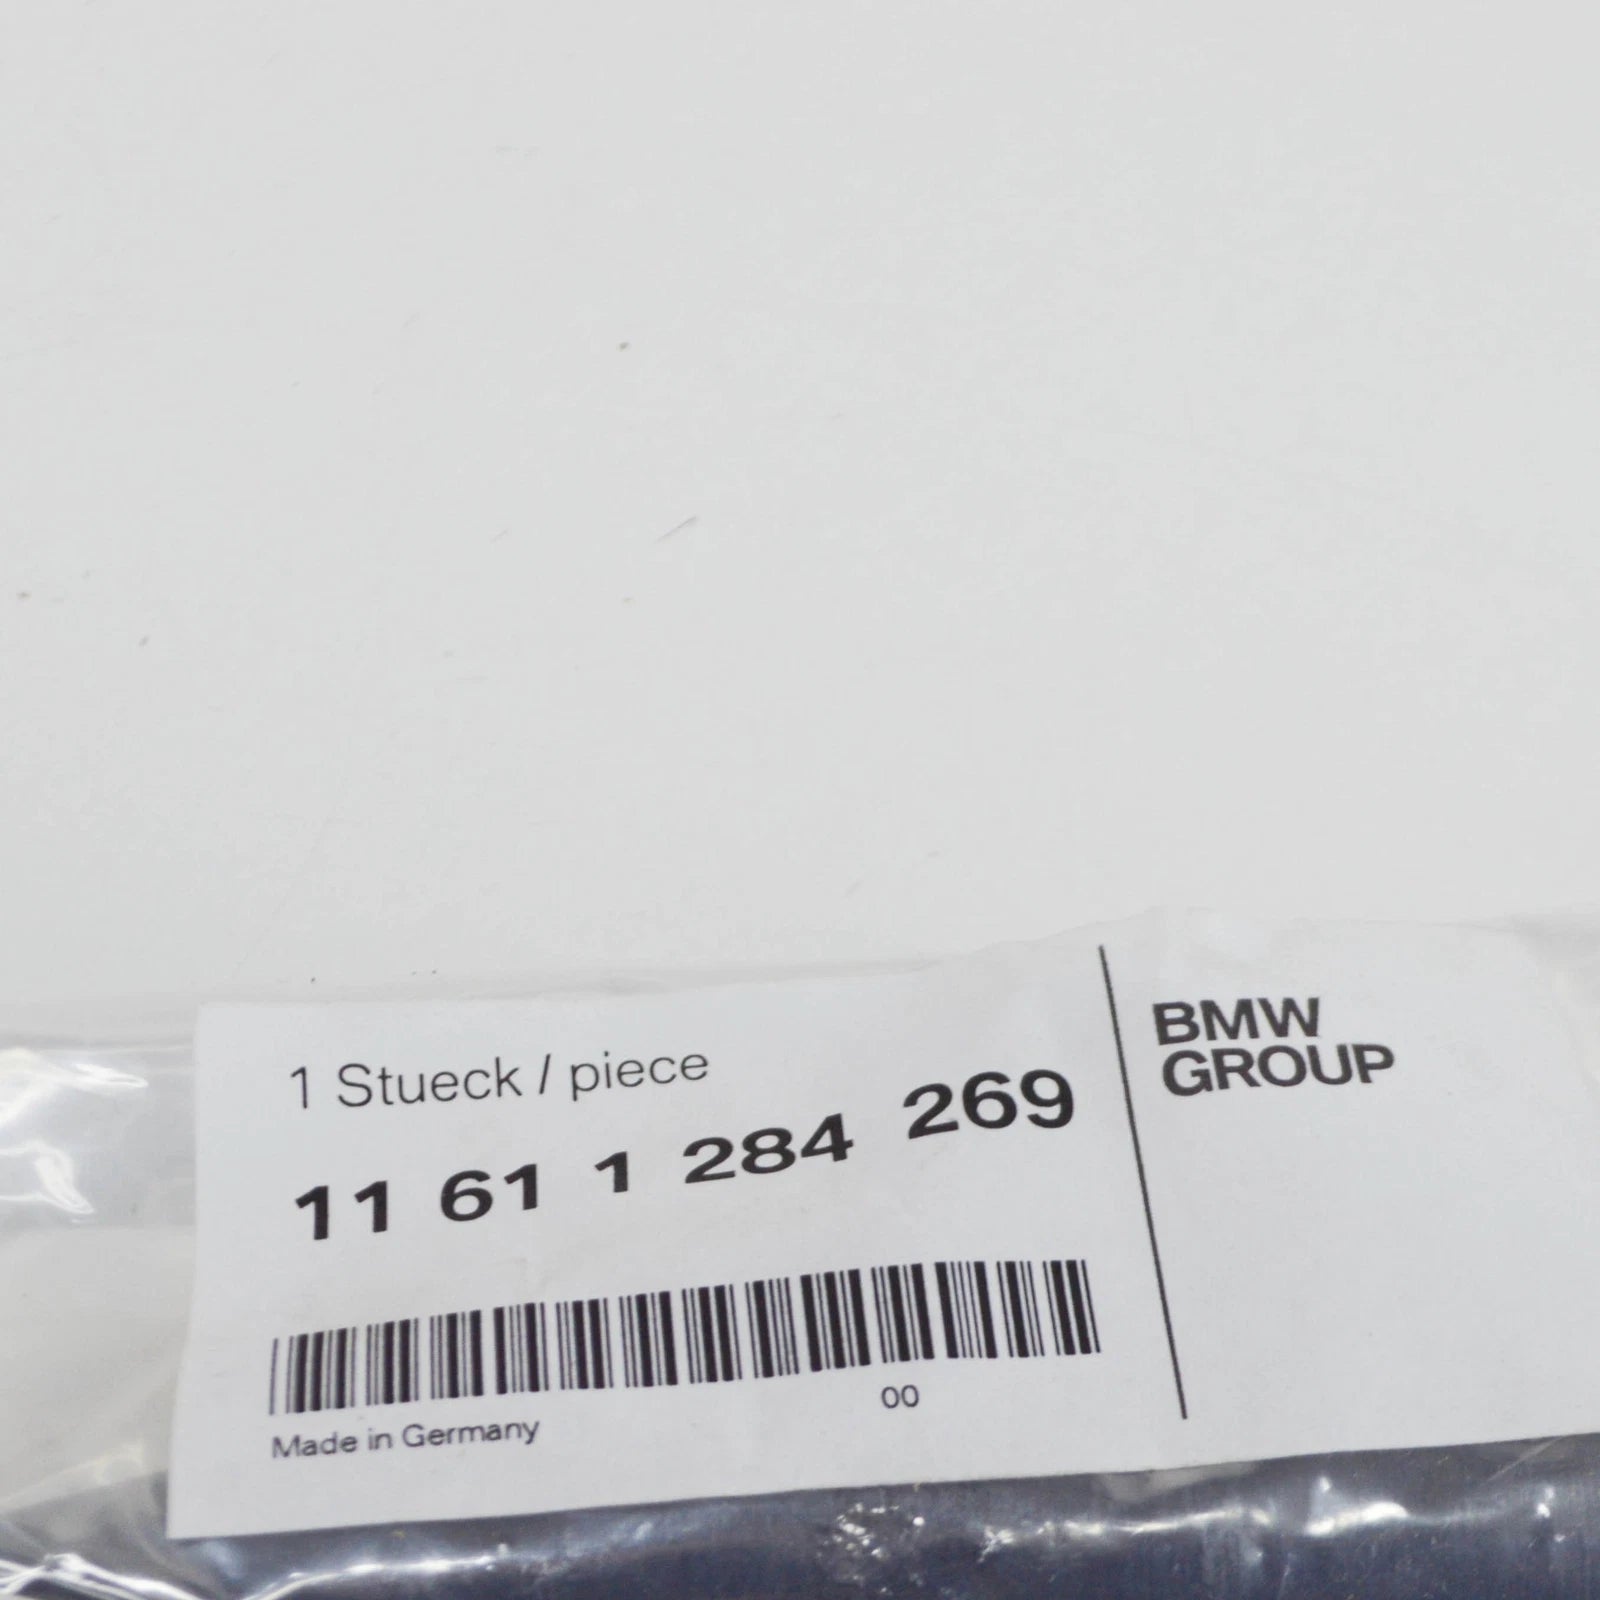 1 Stueck / piece
11 61 1 284 269
00
Made in Germany
BMW
GROUP